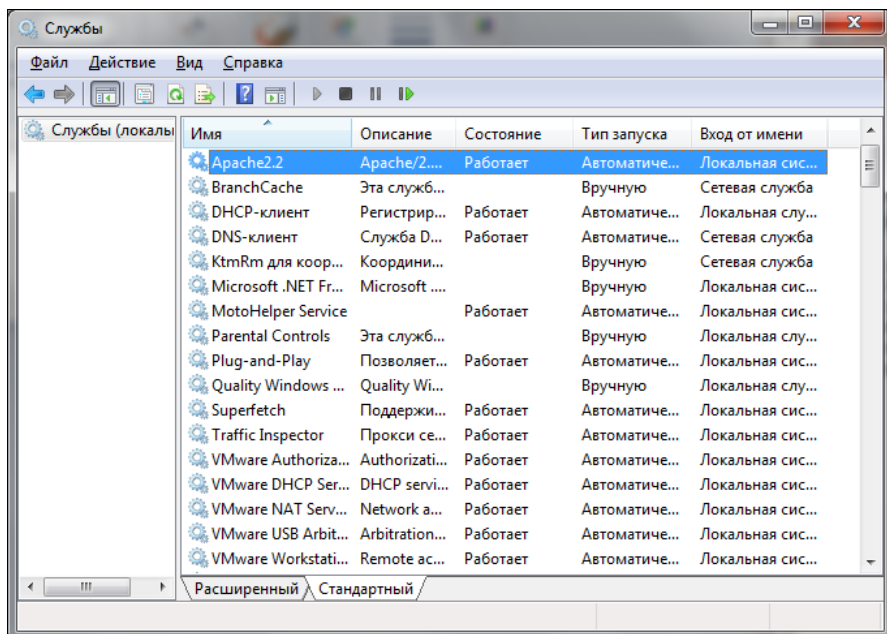 Службы
Файл Действие Вид Справка
Службы (локалы
Имя Описание Состояние Тип запуска Вход от имени
Apache2.2 Apache/2.... Работает Автоматиче... Локальная сис...
BranchCache Эта служб... Вручную Сетевая служба
DHCP-клиент Регистрир... Работает Автоматиче... Локальная слу...
DNS-клиент Служба D... Работает Автоматиче... Сетевая служба
KtmRm для коор... Координи... Вручную Сетевая служба
Microsoft .NET Fr... Microsoft .... Вручную Локальная сис...
MotoHelper Service Работает Автоматиче... Локальная сис...
Parental Controls Эта служб... Вручную Локальная слу...
Plug-and-Play Позволяет... Работает Автоматиче... Локальная сис...
Quality Windows ... Quality Wi... Вручную Локальная слу...
Superfetch Поддержи... Работает Автоматиче... Локальная сис...
Traffic Inspector Прокси се... Работает Автоматиче... Локальная сис...
VMware Authoriza... Authorizati... Работает Автоматиче... Локальная сис...
VMware DHCP Ser... DHCP servi... Работает Автоматиче... Локальная сис...
VMware NAT Serv... Network a... Работает Автоматиче... Локальная сис...
VMware USB Arbit... Arbitration... Работает Автоматиче... Локальная сис...
VMware Workstati... Remote ac... Работает Автоматиче... Локальная сис...
Расширенный Стандартный